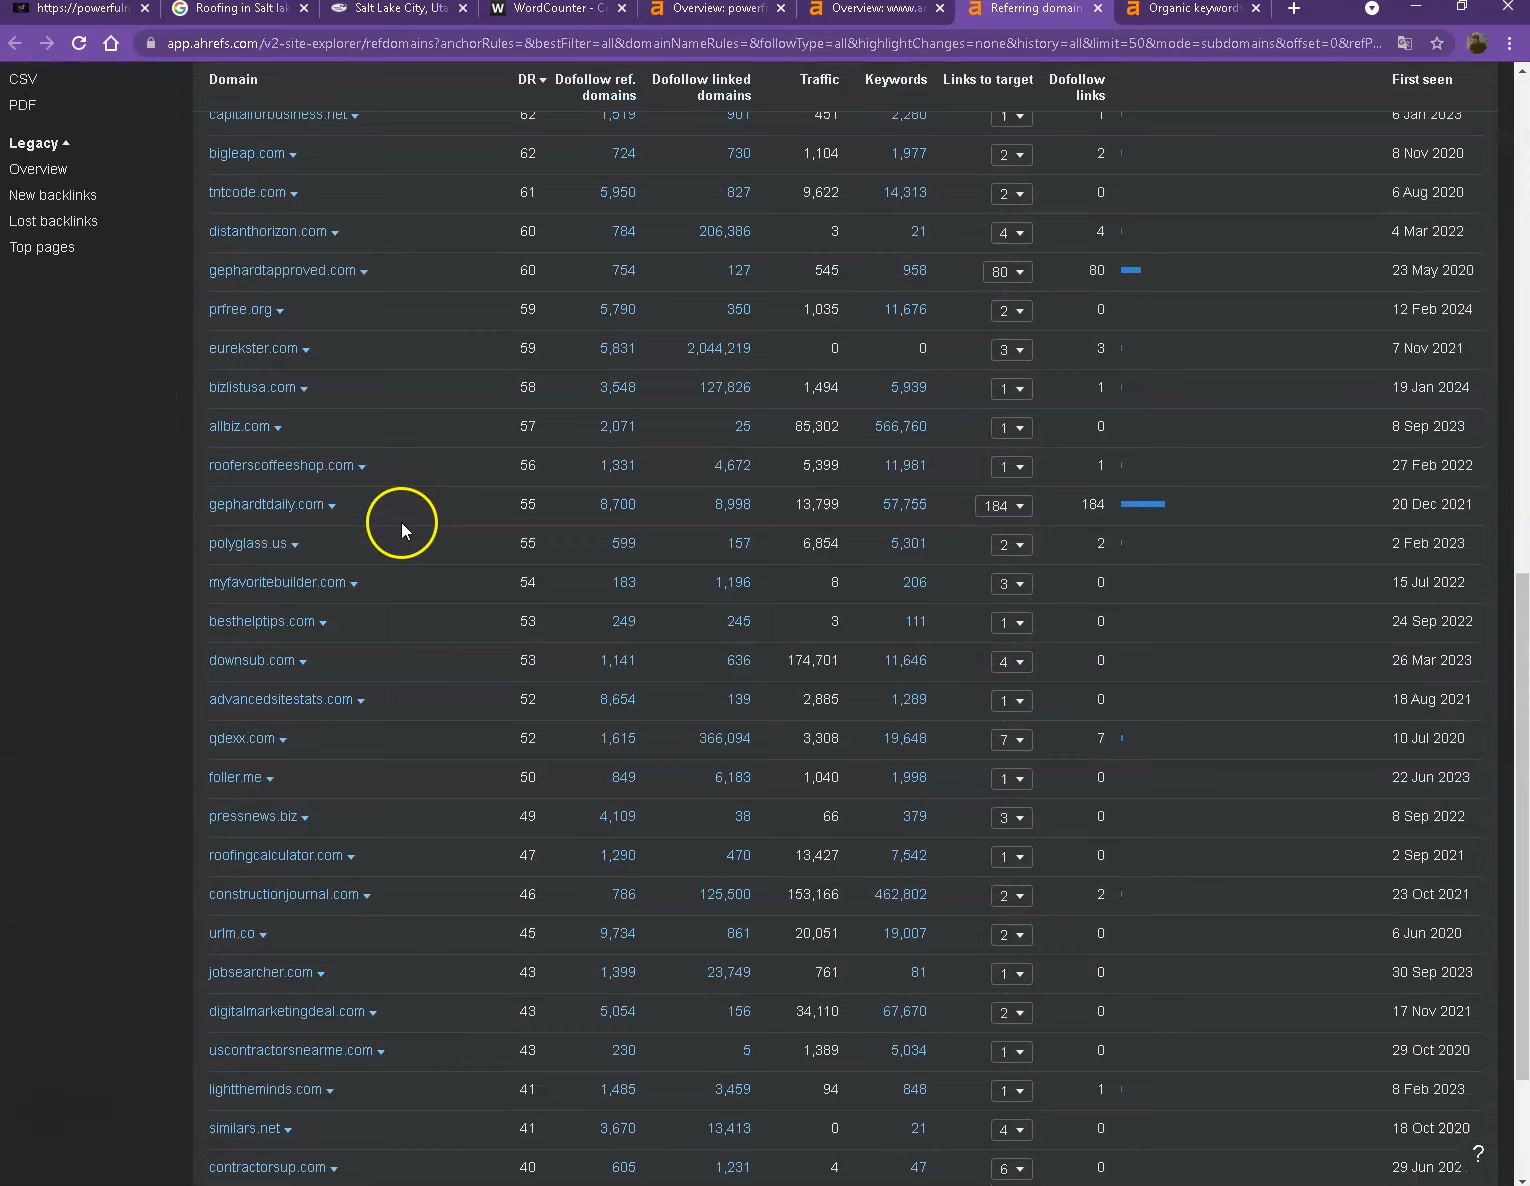 https://powerfulr
Roofing in Salt lak
Salt Lake City, Uta
WordCounter - C
Overview: powerf
Overview: www.ar
Referring domain
Organic keywords
app.ahrefs.com/v2-site-explorer/refdomains?anchorRules=&bestFilter=all&domainNameRules=&followType=all&highlightChanges=none&history=all&limit=50&mode=subdomains&offset=0&refP...
CSV
PDF
Legacy
Overview
New backlinks
Lost backlinks
Top pages
Domain DR Dofollow ref. domains Dofollow linked domains Traffic Keywords Links to target Dofollow links First seen
capitalforbusiness.net 62 1,519 901 451 2,280 1 1 6 Jan 2023
bigleap.com 62 724 730 1,104 1,977 2 2 8 Nov 2020
tntcode.com 61 5,950 827 9,622 14,313 2 0 6 Aug 2020
distanthorizon.com 60 784 206,386 3 21 4 4 4 Mar 2022
gephardtapproved.com 60 754 127 545 958 80 80 23 May 2020
prfree.org 59 5,790 350 1,035 11,676 2 0 12 Feb 2024
eurekster.com 59 5,831 2,044,219 0 0 3 3 7 Nov 2021
bizlistusa.com 58 3,548 127,826 1,494 5,939 1 1 19 Jan 2024
allbiz.com 57 2,071 25 85,302 566,760 1 0 8 Sep 2023
rooferscoffeeshop.com 56 1,331 4,672 5,399 11,981 1 1 27 Feb 2022
gephardtdaily.com 55 8,700 8,998 13,799 57,755 184 184 20 Dec 2021
polyglass.us 55 599 157 6,854 5,301 2 2 2 Feb 2023
myfavoritebuilder.com 54 183 1,196 8 206 3 0 15 Jul 2022
besthelptips.com 53 249 245 3 111 1 0 24 Sep 2022
downsub.com 53 1,141 636 174,701 11,646 4 0 26 Mar 2023
advancedsitestats.com 52 8,654 139 2,885 1,289 1 0 18 Aug 2021
qdexx.com 52 1,615 366,094 3,308 19,648 7 7 10 Jul 2020
foller.me 50 849 6,183 1,040 1,998 1 0 22 Jun 2023
pressnews.biz 49 4,109 38 66 379 3 0 8 Sep 2022
roofingcalculator.com 47 1,290 470 13,427 7,542 1 0 2 Sep 2021
constructionjournal.com 46 786 125,500 153,166 462,802 2 2 23 Oct 2021
urlm.co 45 9,734 861 20,051 19,007 2 0 6 Jun 2020
jobsearcher.com 43 1,399 23,749 761 81 1 0 30 Sep 2023
digitalmarketingdeal.com 43 5,054 156 34,110 67,670 2 0 17 Nov 2021
uscontractorsnearme.com 43 230 5 1,389 5,034 1 0 29 Oct 2020
lighttheminds.com 41 1,485 3,459 94 848 1 1 8 Feb 2023
similars.net 41 3,670 13,413 0 21 4 0 18 Oct 2020
contractorsup.com 40 605 1,231 4 47 6 0 29 Jun 202
?